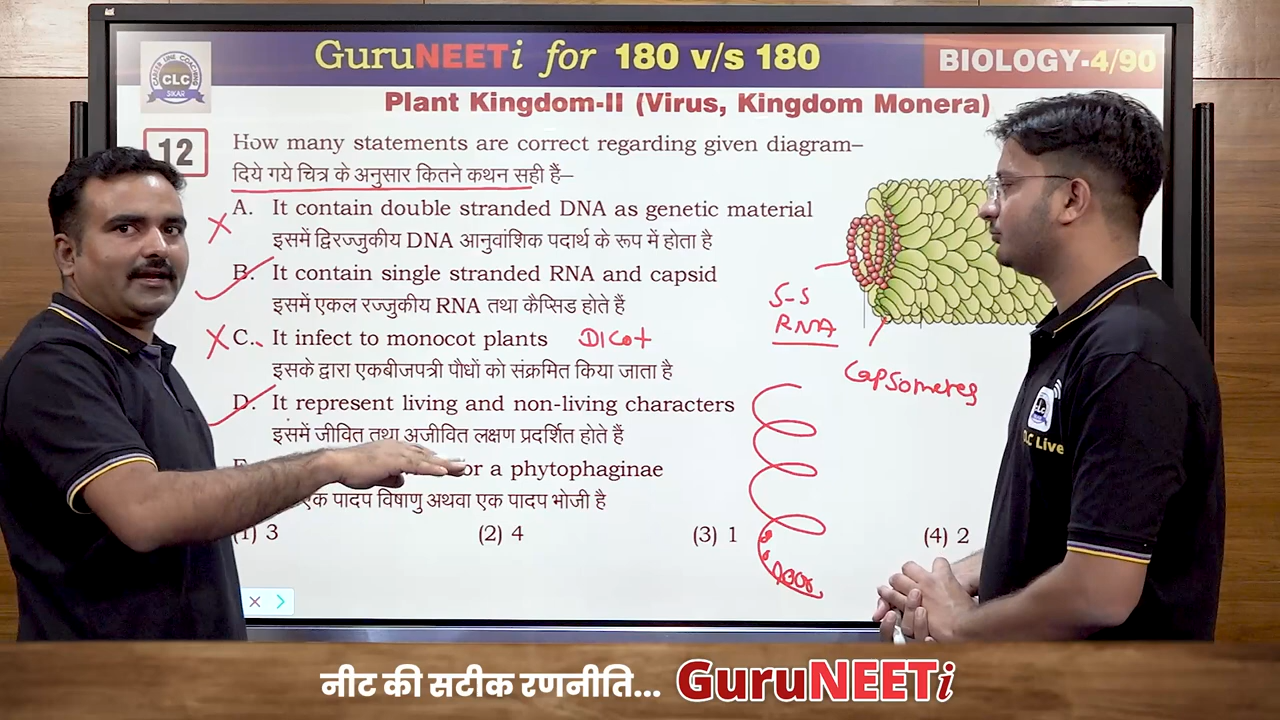 GuruNEETi for 180 v/s 180
BIOLOGY-4/90
CLC
SIKAR
Plant Kingdom-II (Virus, Kingdom Monera)
12
How many statements are correct regarding given diagram–
दिये गये चित्र के अनुसार कितने कथन सही हैं–
A. It contain double stranded DNA as genetic material
इसमें द्विरज्जुकीय DNA आनुवांशिक पदार्थ के रूप में होता है
B. It contain single stranded RNA and capsid
इसमें एकल रज्जुकीय RNA तथा कैप्सिड होते हैं
S-S
RNA
C. It infect to monocot plants DICot
इसके द्वारा एकबीजपत्री पौधों को संक्रमित किया जाता है
Capsomeres
D. It represent living and non-living characters
इसमें जीवित तथा अजीवित लक्षण प्रदर्शित होते हैं
or a phytophaginae
एक पादप विषाणु अथवा एक पादप भोजी है
(1) 3 (2) 4 (3) 1 (4) 2
CLC Live
नीट की सटीक रणनीति... GuruNEETi